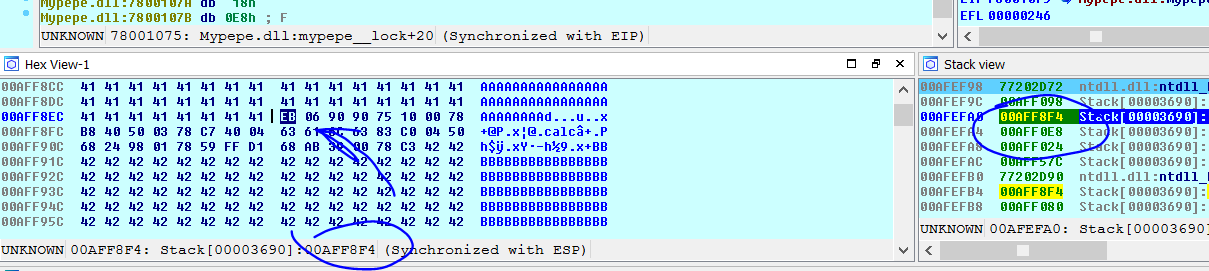 Mypepe.dll:7800107A db 18h
Mypepe.dll:7800107B db 0E8h ; F
UNKNOWN 78001075: Mypepe.dll:mypepe__lock+20 (Synchronized with EIP)
EFL 00000246
Hex View-1
00AFF8CC 41 41 41 41 41 41 41 41 41 41 41 41 41 41 41 41 AAAAAAAAAAAAAAAA
00AFF8DC 41 41 41 41 41 41 41 41 41 41 41 41 41 41 41 41 AAAAAAAAAAAAAAAA
00AFF8EC 41 41 41 41 41 41 41 41 EB 06 90 90 75 10 00 78 AAAAAAAAd...u..x
00AFF8FC B8 40 50 03 78 C7 40 04 63 61 6C 63 83 C0 04 50 +@P.x¦@.calcâ+.P
00AFF90C 68 24 98 01 78 59 FF D1 68 AB 39 00 78 C3 42 42 h$ÿ.xY--h½9.x+BB
00AFF91C 42 42 42 42 42 42 42 42 42 42 42 42 42 42 42 42 BBBBBBBBBBBBBBBB
00AFF92C 42 42 42 42 42 42 42 42 42 42 42 42 42 42 42 42 BBBBBBBBBBBBBBBB
00AFF93C 42 42 42 42 42 42 42 42 42 42 42 42 42 42 42 42 BBBBBBBBBBBBBBBB
00AFF94C 42 42 42 42 42 42 42 42 42 42 42 42 42 42 42 42 BBBBBBBBBBBBBBBB
00AFF95C 42 42 42 42 42 42 42 42 42 42 42 42 42 42 42 42 BBBBBBBBBBBBBBBB
UNKNOWN 00AFF8F4: Stack[00003690]:00AFF8F4 (Synchronized with ESP)
Stack view
00AFEF98 77202D72 ntdll.dll:ntdll_
00AFEF9C 00AFF098 Stack[00003690]:
00AFEFA0 00AFF8F4 Stack[00003690]:
00AFEFA4 00AFF0E8 Stack[00003690]:
00AFEFA8 00AFF024 Stack[00003690]:
00AFEFAC 00AFF57C Stack[00003690]:
00AFEFB0 77202D90 ntdll.dll:ntdll_
00AFEFB4 00AFF8F4 Stack[00003690]:
00AFEFB8 00AFF080 Stack[00003690]:
UNKNOWN 00AFEFA0: Stack[00003690]